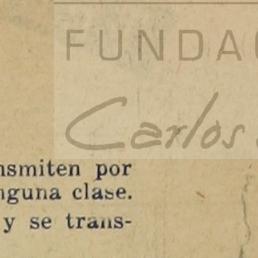 FUNDAC
Carlos
nsmiten por
nguna clase.
y se trans-